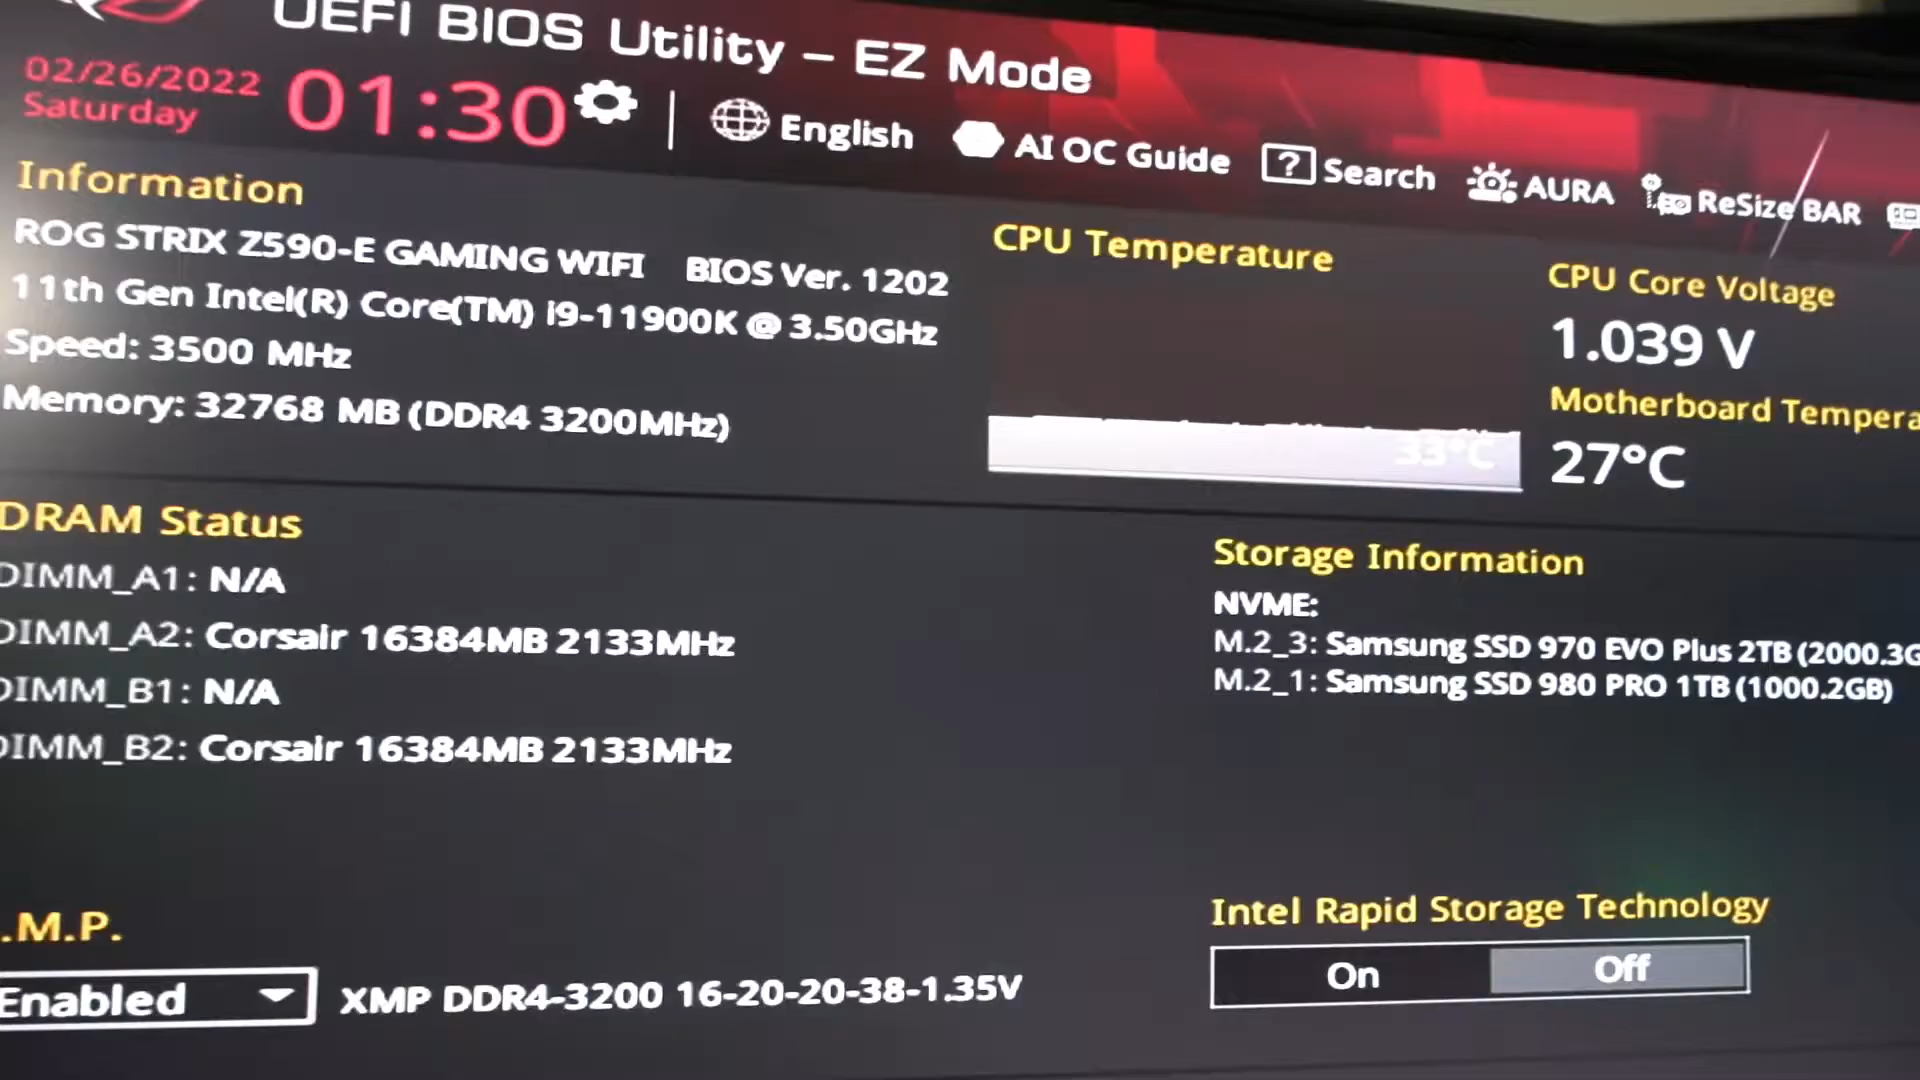 UEFI BIOS Utility – EZ Mode
02/26/2022
Saturday
01:30
English
AI OC Guide
Search
AURA
ReSize BAR
Information
ROG STRIX Z590-E GAMING WIFI BIOS Ver. 1202
11th Gen Intel(R) Core(TM) i9-11900K @ 3.50GHz
Speed: 3500 MHz
Memory: 32768 MB (DDR4 3200MHz)
CPU Temperature
33°C
CPU Core Voltage
1.039 V
Motherboard Tempera
27°C
DRAM Status
DIMM_A1: N/A
DIMM_A2: Corsair 16384MB 2133MHz
DIMM_B1: N/A
DIMM_B2: Corsair 16384MB 2133MHz
Storage Information
NVME:
M.2_3: Samsung SSD 970 EVO Plus 2TB (2000.3G
M.2_1: Samsung SSD 980 PRO 1TB (1000.2GB)
.M.P.
Enabled
XMP DDR4-3200 16-20-20-38-1.35V
Intel Rapid Storage Technology
On
Off